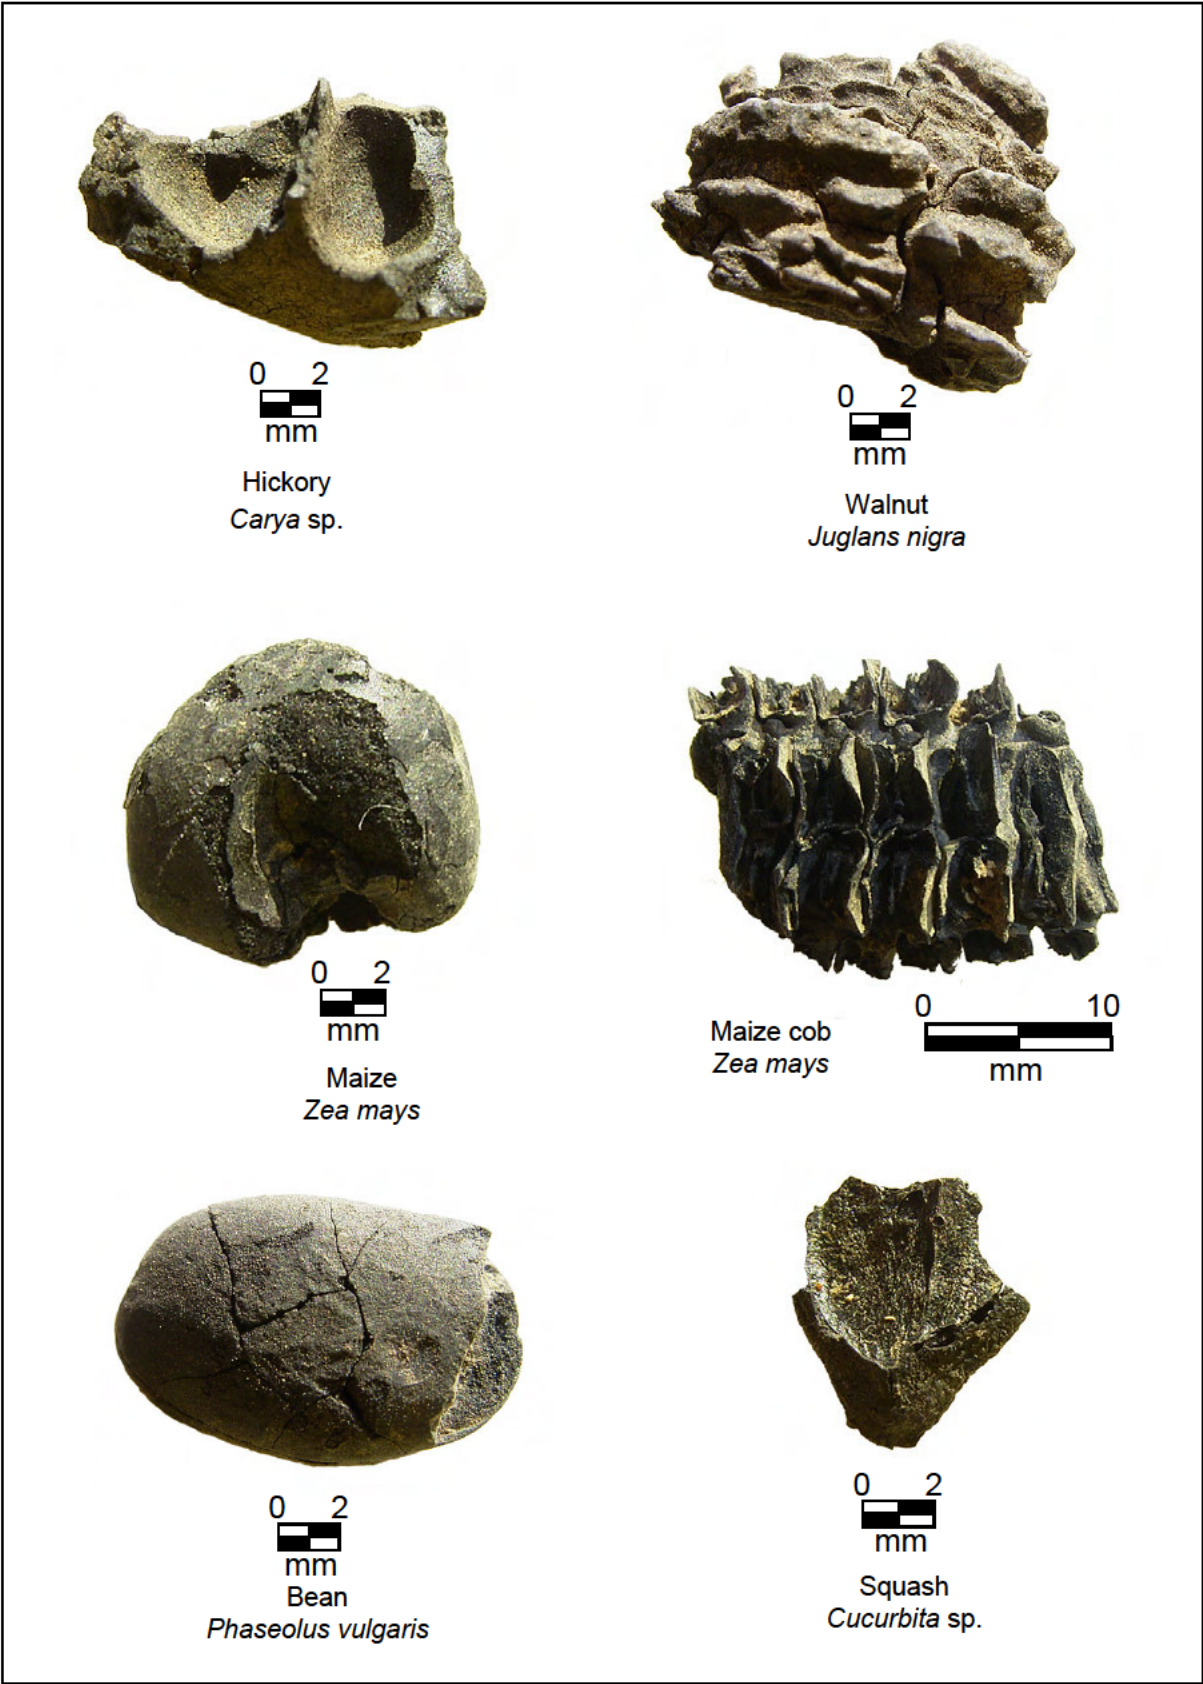 0 2
mm
Hickory
Carya sp.
0 2
mm
Walnut
Juglans nigra
0 2
mm
Maize
Zea mays
Maize cob
Zea mays
0 10
mm
0 2
mm
Bean
Phaseolus vulgaris
0 2
mm
Squash
Cucurbita sp.